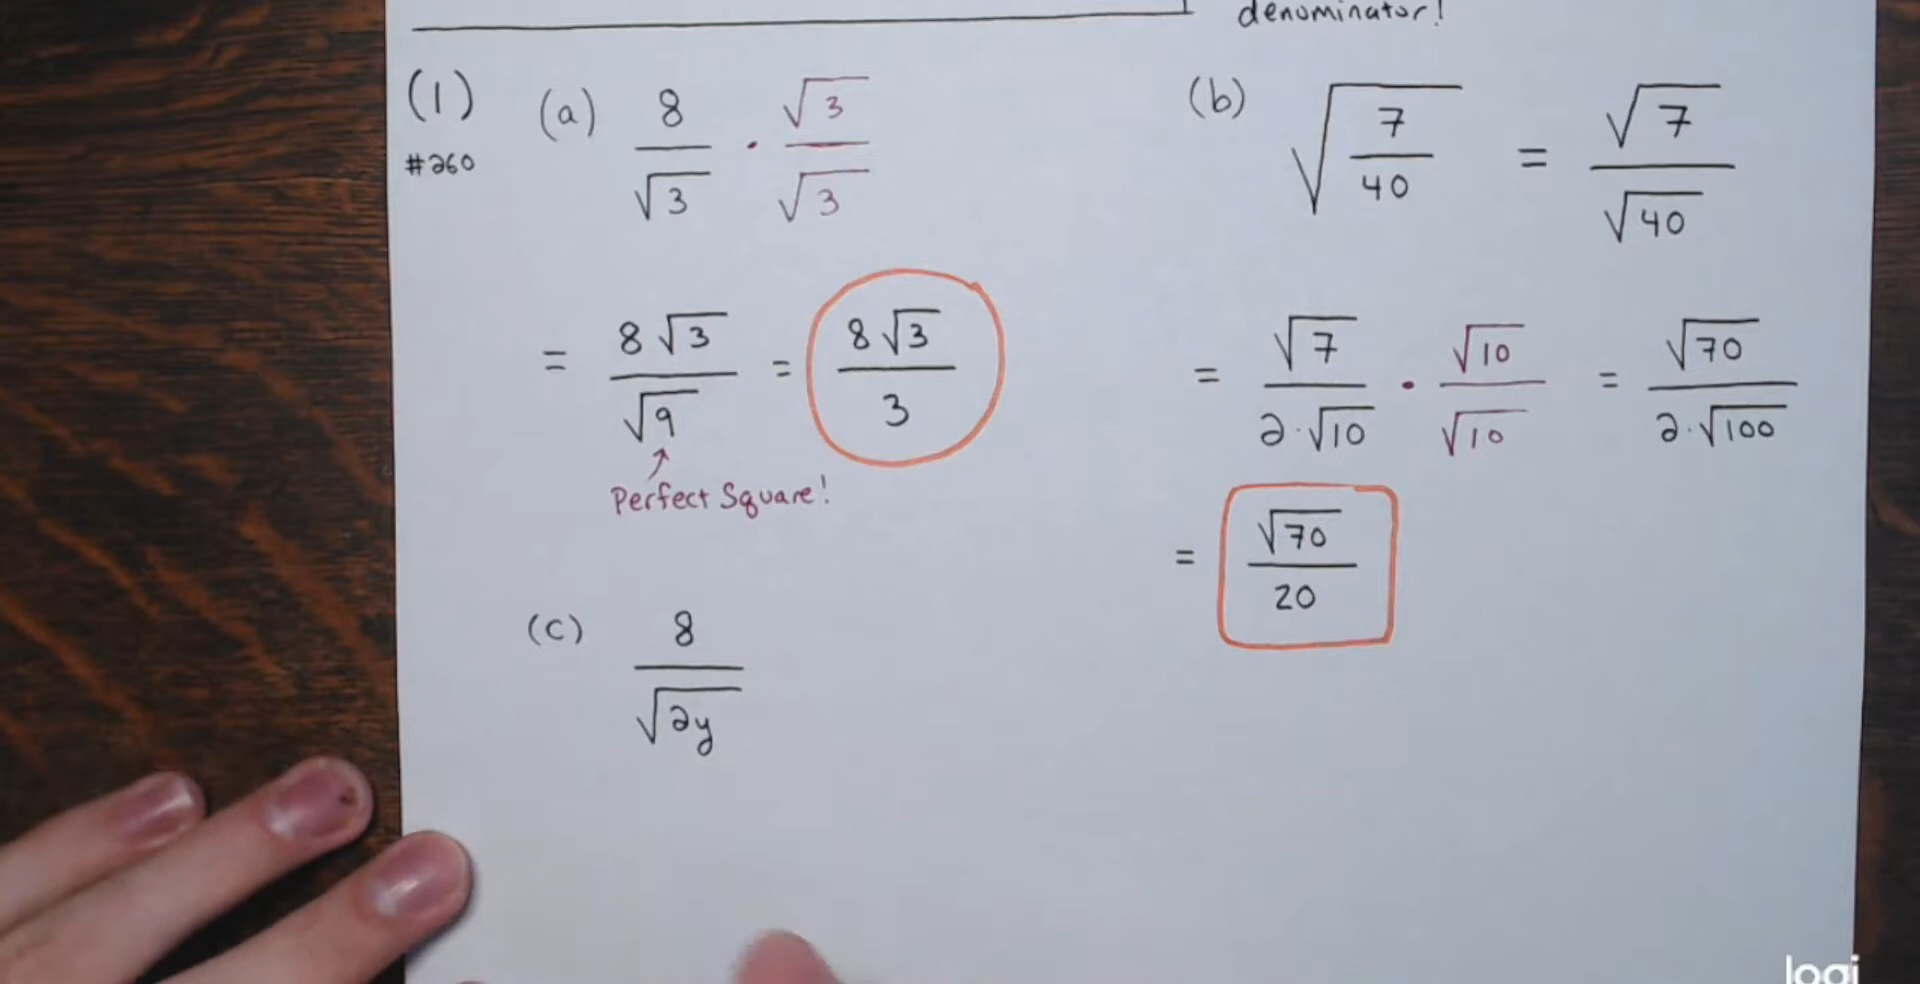 denominator!
(1) (a) 8/√3 · √3/√3
#260
= 8√3/√9 = 8√3/3
Perfect Square!
(b) √(7/40) = √7/√40
= √7/(2·√10) · √10/√10 = √70/(2·√100)
= √70/20
(c) 8/√(2y)
logi